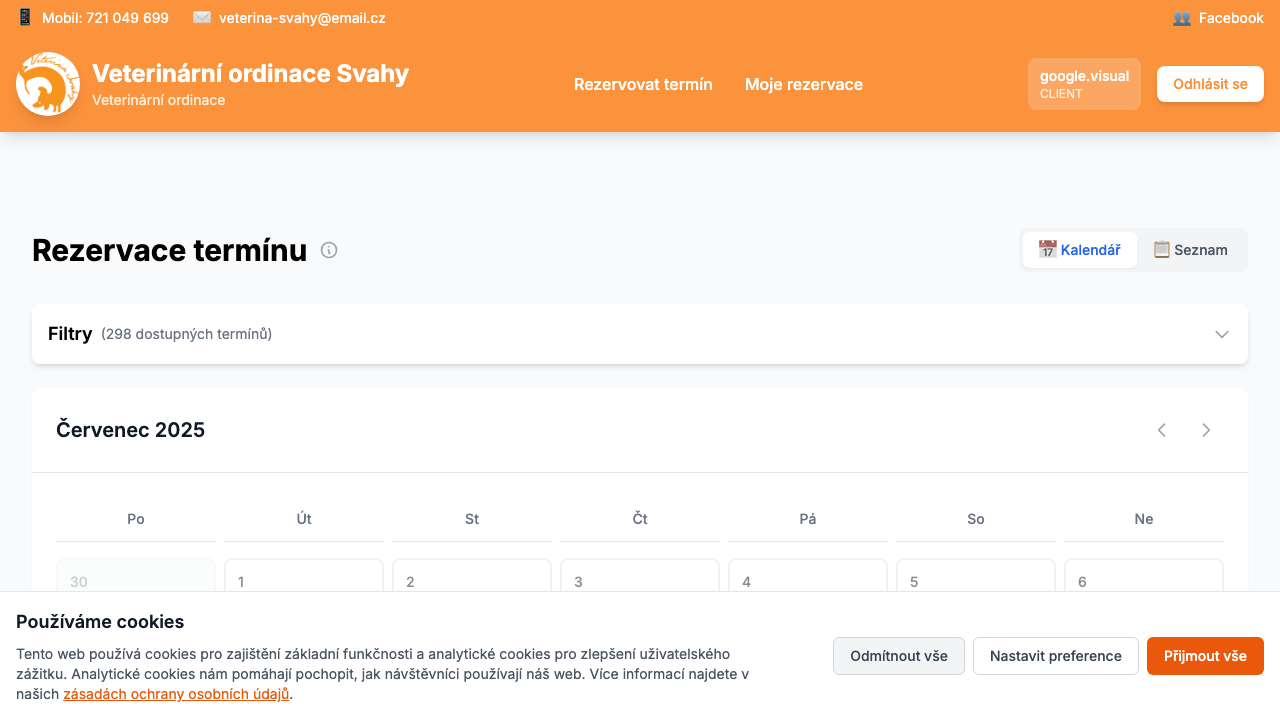 Mobil: 721 049 699
veterina-svahy@email.cz
Facebook
Veterinární ordinace Svahy
Veterinární ordinace
Rezervovat termín
Moje rezervace
google.visual
CLIENT
Odhlásit se
Rezervace termínu
Kalendář
Seznam
Filtry (298 dostupných termínů)
Červenec 2025
Po Út St Čt Pá So Ne
30 1 2 3 4 5 6
Používáme cookies
Tento web používá cookies pro zajištění základní funkčnosti a analytické cookies pro zlepšení uživatelského
zážitku. Analytické cookies nám pomáhají pochopit, jak návštěvníci používají náš web. Více informací najdete v
našich zásadách ochrany osobních údajů.
Odmítnout vše
Nastavit preference
Přijmout vše